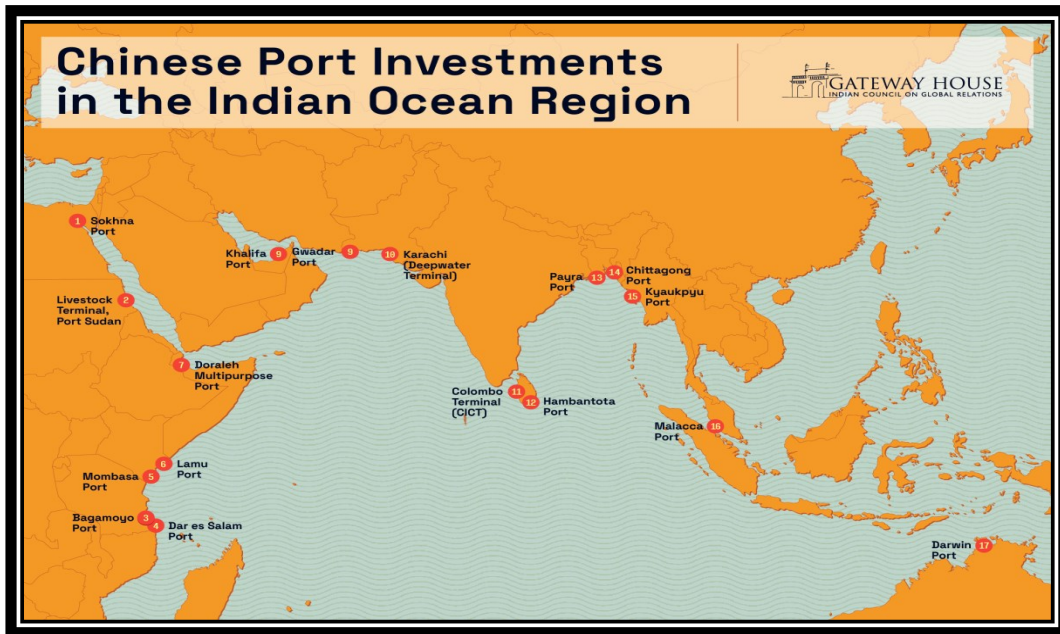 Chinese Port Investments
in the Indian Ocean Region
GATEWAY HOUSE
INDIAN COUNCIL ON GLOBAL RELATIONS
1
Sokhna
Port
Khalifa
Port
9
Gwadar
Port
9
10
Karachi
(Deepwater
Terminal)
Payra
Port
13
14
Chittagong
Port
15
Kyaukpyu
Port
Livestock
Terminal,
Port Sudan
2
7
Doraleh
Multipurpose
Port
Colombo
Terminal
(CICT)
11
12
Hambantota
Port
Malacca
Port
16
6
Lamu
Port
Mombasa
Port
5
Bagamoyo
Port
3
4
Dar es Salam
Port
Darwin
Port
17